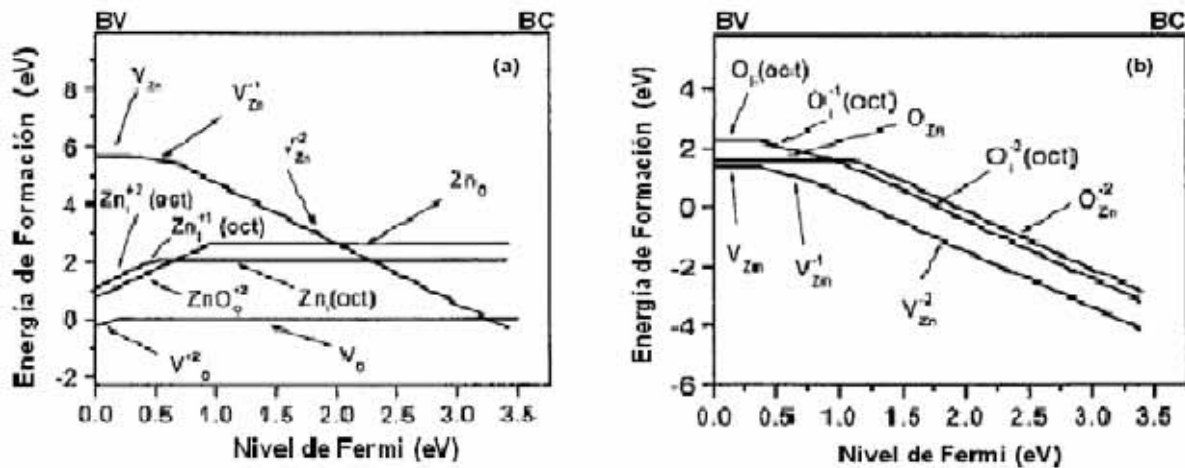 BV BC
(a)
Energía de Formación (eV)
8
6
4
2
0
-2
V_Zn
V_Zn^-1
V_Zn^-2
Zn_i^+2 (oct)
Zn_i^+1 (oct)
Zn_0
ZnO_0^+2
Zn_i(oct)
V_0^+2
V_0
0.0 0.5 1.0 1.5 2.0 2.5 3.0 3.5
Nivel de Fermi (eV)
BV BC
(b)
Energía de Formación (eV)
4
2
0
-2
-4
-6
O_i(oct)
O_i^-1(oct)
O_Zn
O_i^-2(oct)
O_Zn^-2
V_Zn
V_Zn^-1
V_Zn^-2
0.0 0.5 1.0 1.5 2.0 2.5 3.0 3.5
Nivel de Fermi (eV)